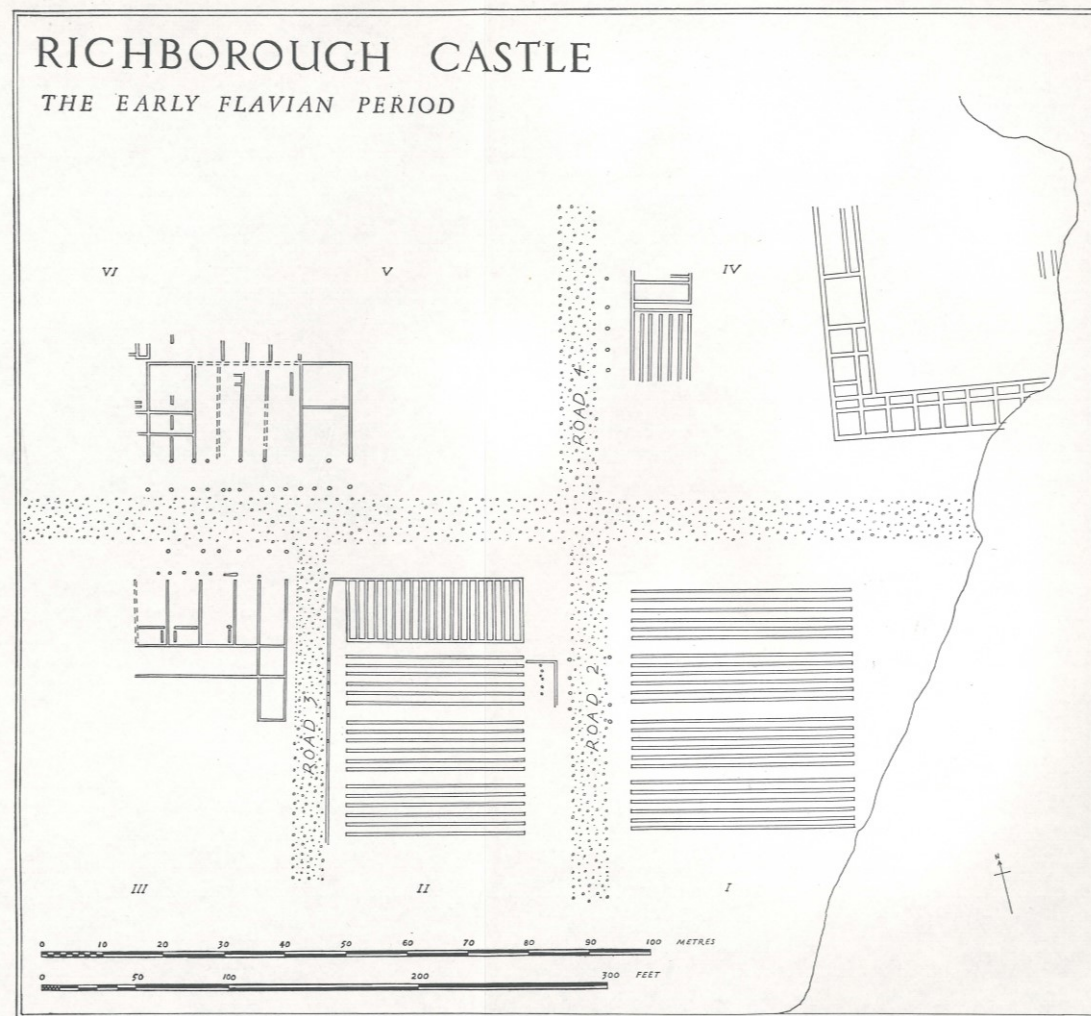 RICHBOROUGH CASTLE
THE EARLY FLAVIAN PERIOD
VI
V
IV
ROAD 4
ROAD 3
ROAD 2
III
II
I
N
0 10 20 30 40 50 60 70 80 90 100 METRES
0 50 100 200 300 FEET